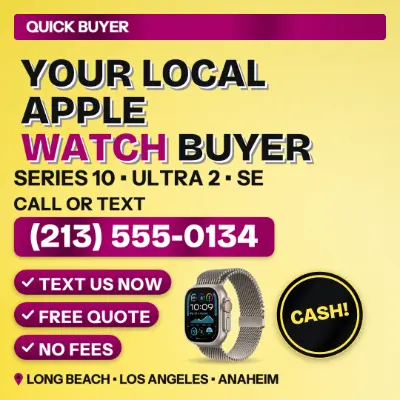 QUICK BUYER
YOUR LOCAL
APPLE
WATCH BUYER
SERIES 10 • ULTRA 2 • SE
CALL OR TEXT
(213) 555-0134
✓ TEXT US NOW
✓ FREE QUOTE
✓ NO FEES
CASH!
LONG BEACH • LOS ANGELES • ANAHEIM